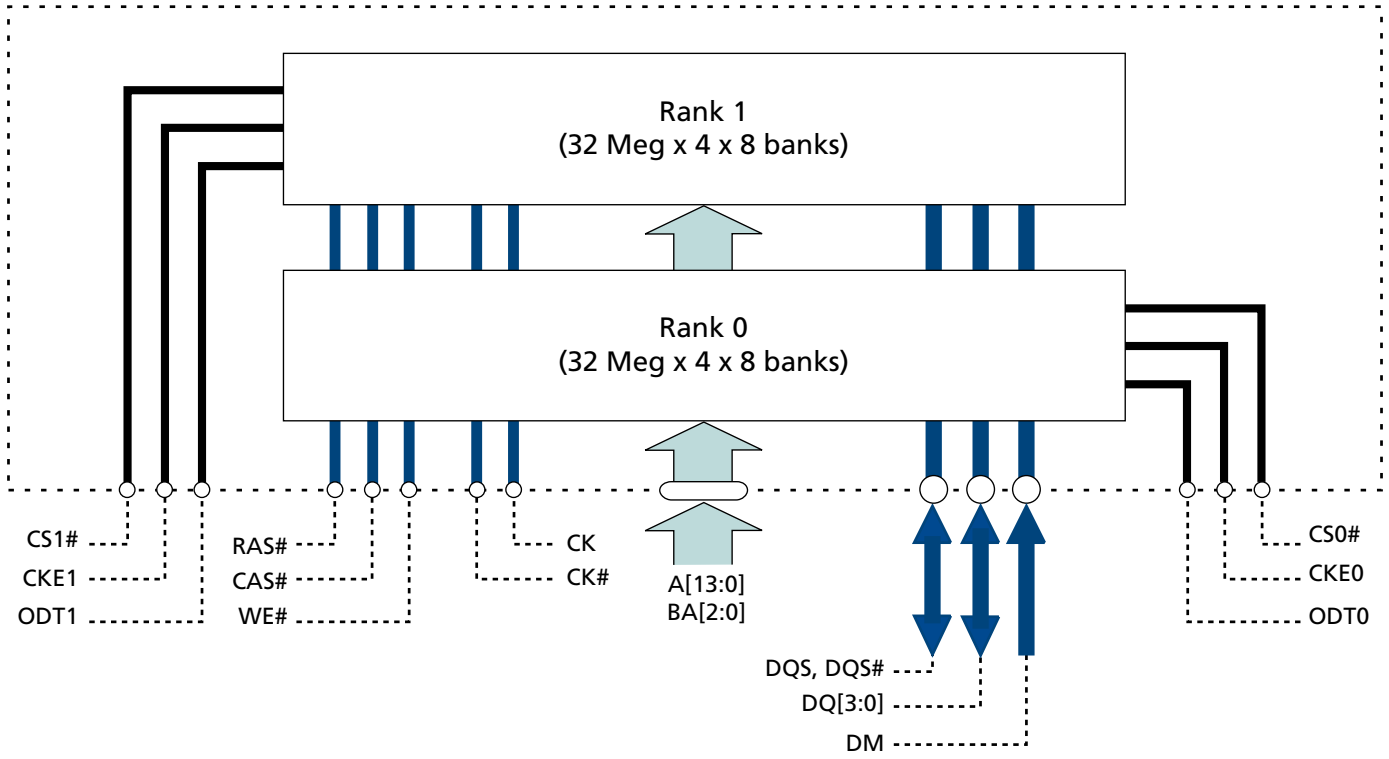 Rank 1
(32 Meg x 4 x 8 banks)
Rank 0
(32 Meg x 4 x 8 banks)
CS1#
CKE1
ODT1
RAS#
CAS#
WE#
CK
CK#
A[13:0]
BA[2:0]
DQS, DQS#
DQ[3:0]
DM
CS0#
CKE0
ODT0